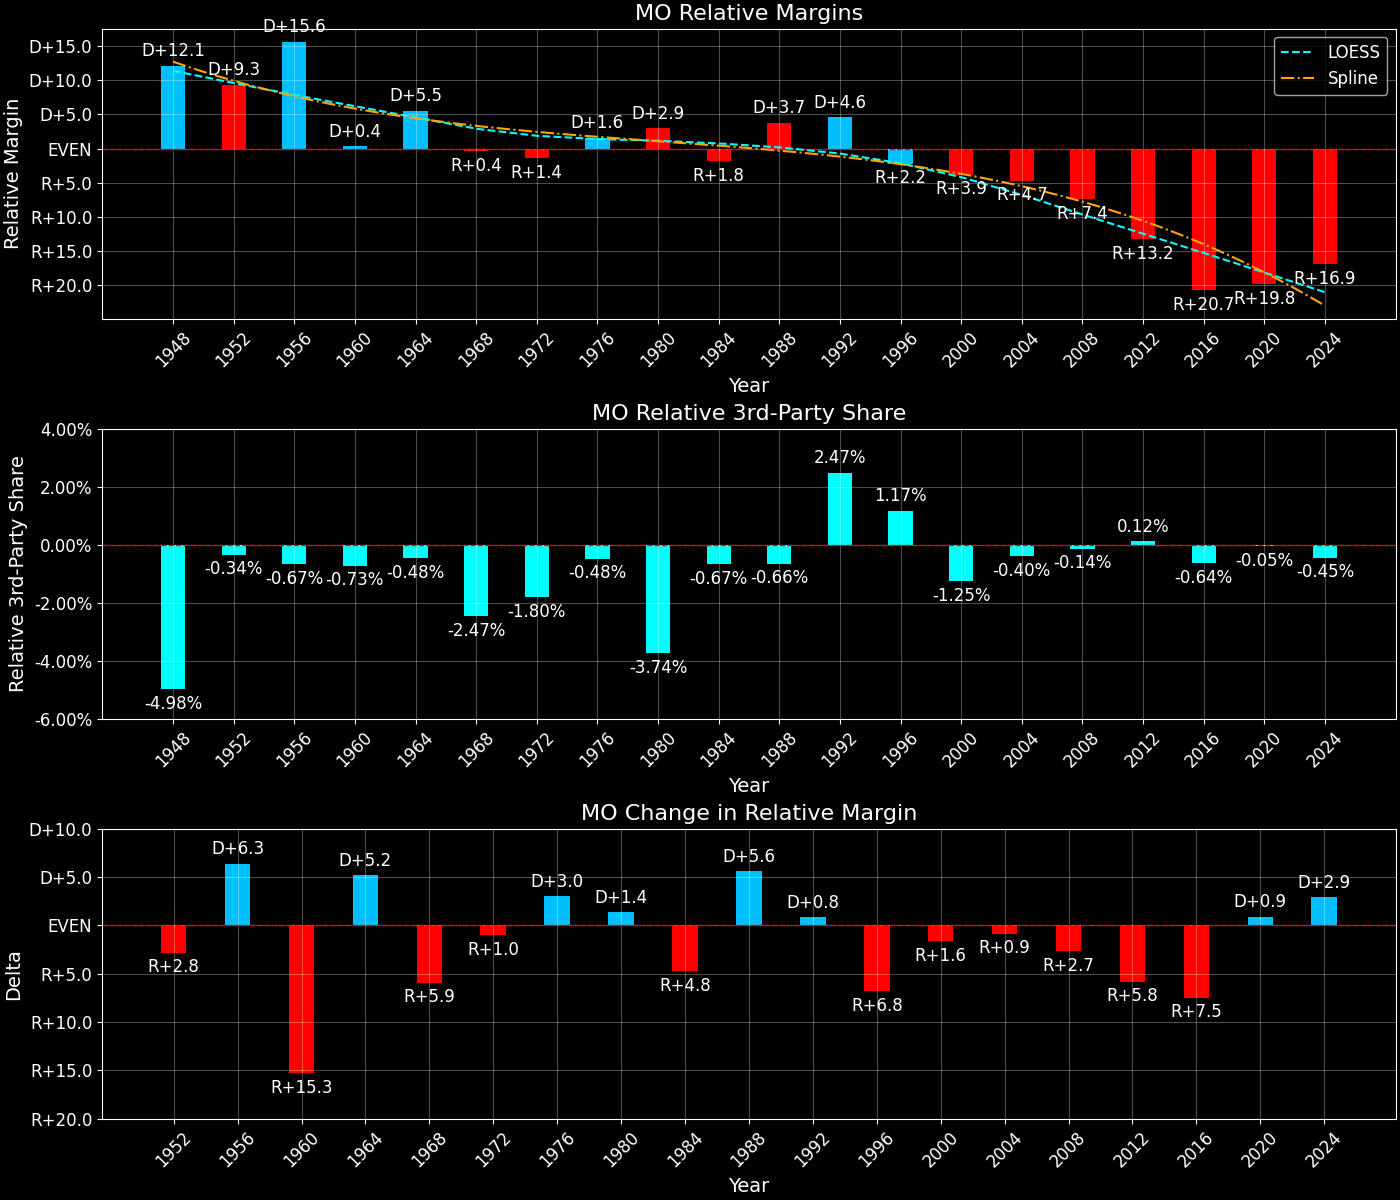 MO Relative Margins
Relative Margin
D+15.0
D+10.0
D+5.0
EVEN
R+5.0
R+10.0
R+15.0
R+20.0
D+12.1
D+9.3
D+15.6
D+0.4
D+5.5
R+0.4
R+1.4
D+1.6
D+2.9
R+1.8
D+3.7
D+4.6
R+2.2
R+3.9
R+4.7
R+7.4
R+13.2
R+20.7
R+19.8
R+16.9
LOESS
Spline
1948 1952 1956 1960 1964 1968 1972 1976 1980 1984 1988 1992 1996 2000 2004 2008 2012 2016 2020 2024
Year
MO Relative 3rd-Party Share
Relative 3rd-Party Share
4.00%
2.00%
0.00%
-2.00%
-4.00%
-6.00%
-4.98%
-0.34%
-0.67%
-0.73%
-0.48%
-2.47%
-1.80%
-0.48%
-3.74%
-0.67%
-0.66%
2.47%
1.17%
-1.25%
-0.40%
-0.14%
0.12%
-0.64%
-0.05%
-0.45%
1948 1952 1956 1960 1964 1968 1972 1976 1980 1984 1988 1992 1996 2000 2004 2008 2012 2016 2020 2024
Year
MO Change in Relative Margin
Delta
D+10.0
D+5.0
EVEN
R+5.0
R+10.0
R+15.0
R+20.0
R+2.8
D+6.3
R+15.3
D+5.2
R+5.9
R+1.0
D+3.0
D+1.4
R+4.8
D+5.6
D+0.8
R+6.8
R+1.6
R+0.9
R+2.7
R+5.8
R+7.5
D+0.9
D+2.9
1952 1956 1960 1964 1968 1972 1976 1980 1984 1988 1992 1996 2000 2004 2008 2012 2016 2020 2024
Year